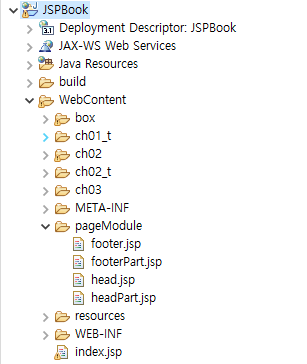 JSPBook
Deployment Descriptor: JSPBook
JAX-WS Web Services
Java Resources
build
WebContent
box
ch01_t
ch02
ch02_t
ch03
META-INF
pageModule
footer.jsp
footerPart.jsp
head.jsp
headPart.jsp
resources
WEB-INF
index.jsp